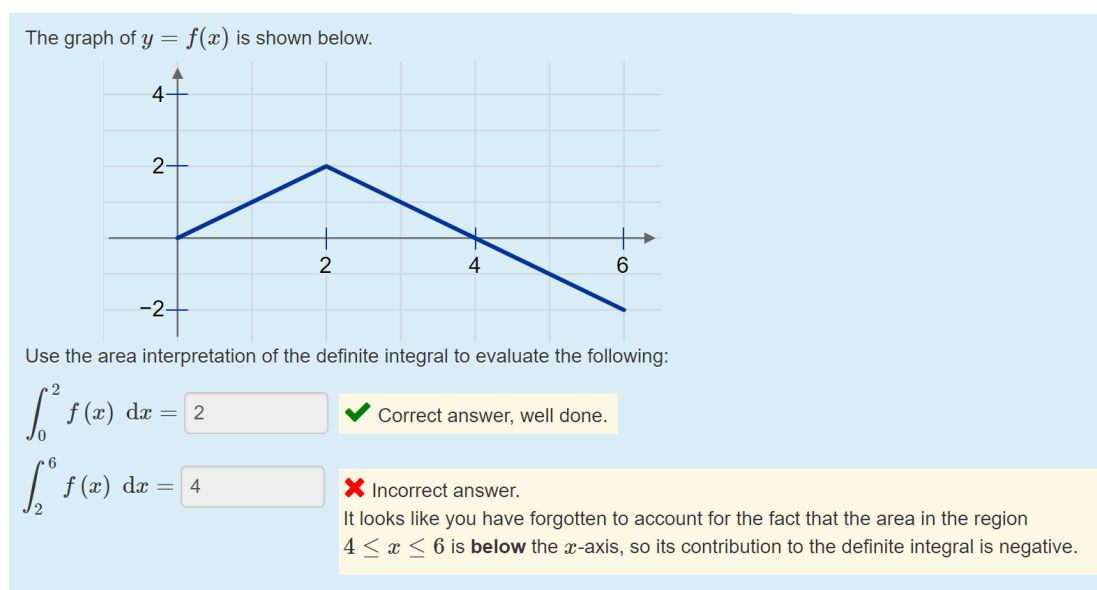 The graph of y = f(x) is shown below.
4
2
2 4 6
−2
Use the area interpretation of the definite integral to evaluate the following:
∫₀² f (x) dx = 2 Correct answer, well done.
∫₂⁶ f (x) dx = 4 Incorrect answer.
It looks like you have forgotten to account for the fact that the area in the region
4 ≤ x ≤ 6 is below the x-axis, so its contribution to the definite integral is negative.